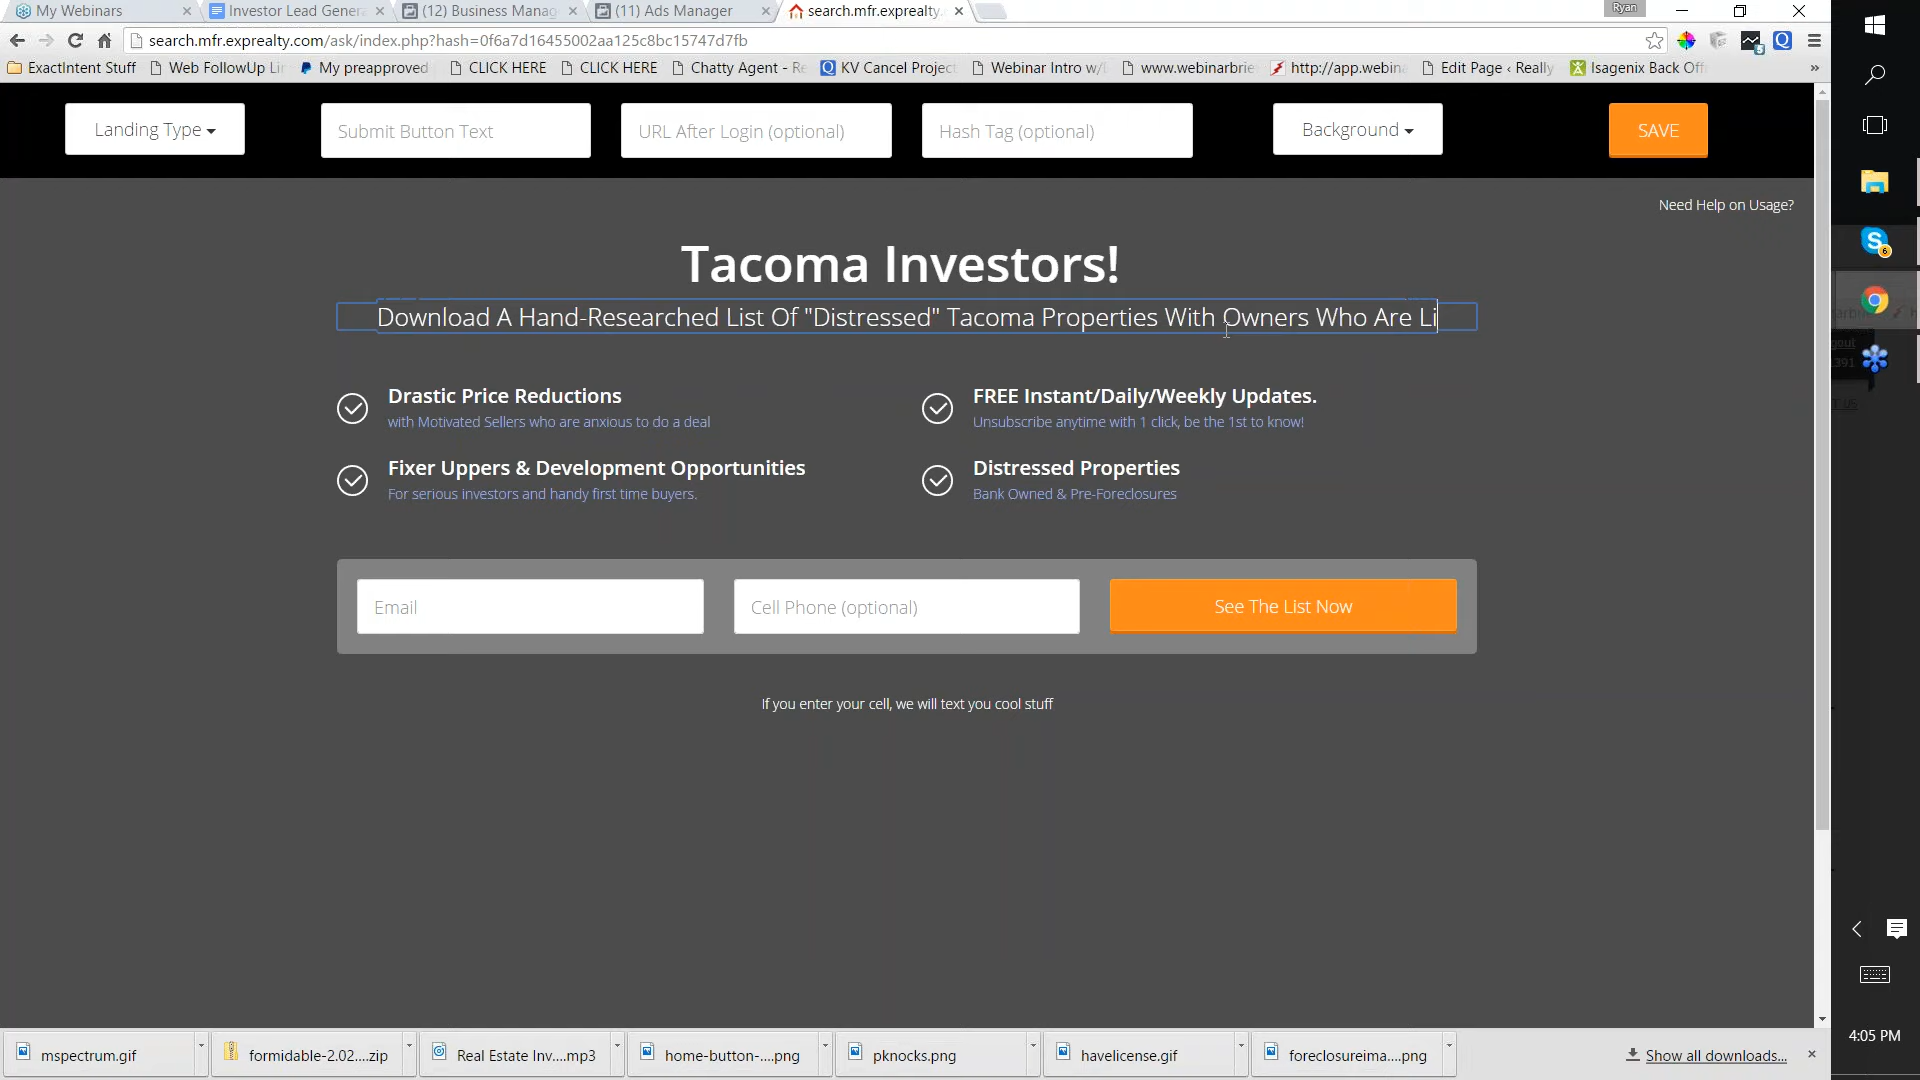 My Webinars
Investor Lead Genera
(12) Business Manag
(11) Ads Manager
search.mfr.exprealty.
Ryan
search.mfr.exprealty.com/ask/index.php?hash=0f6a7d16455002aa125c8bc15747d7fb
ExactIntent Stuff
Web FollowUp Lin
My preapproved
CLICK HERE
CLICK HERE
Chatty Agent - Re
KV Cancel Project
Webinar Intro w/
www.webinarbrie
http://app.webina
Edit Page ‹ Really
Isagenix Back Off
»
Landing Type
Submit Button Text
URL After Login (optional)
Hash Tag (optional)
Background
SAVE
Need Help on Usage?
Tacoma Investors!
Download A Hand-Researched List Of "Distressed" Tacoma Properties With Owners Who Are Li
Drastic Price Reductions
with Motivated Sellers who are anxious to do a deal
FREE Instant/Daily/Weekly Updates.
Unsubscribe anytime with 1 click, be the 1st to know!
Fixer Uppers & Development Opportunities
For serious investors and handy first time buyers.
Distressed Properties
Bank Owned & Pre-Foreclosures
Email
Cell Phone (optional)
See The List Now
If you enter your cell, we will text you cool stuff
mspectrum.gif
formidable-2.02....zip
Real Estate Inv....mp3
home-button-....png
pknocks.png
havelicense.gif
foreclosureima....png
Show all downloads...
4:05 PM